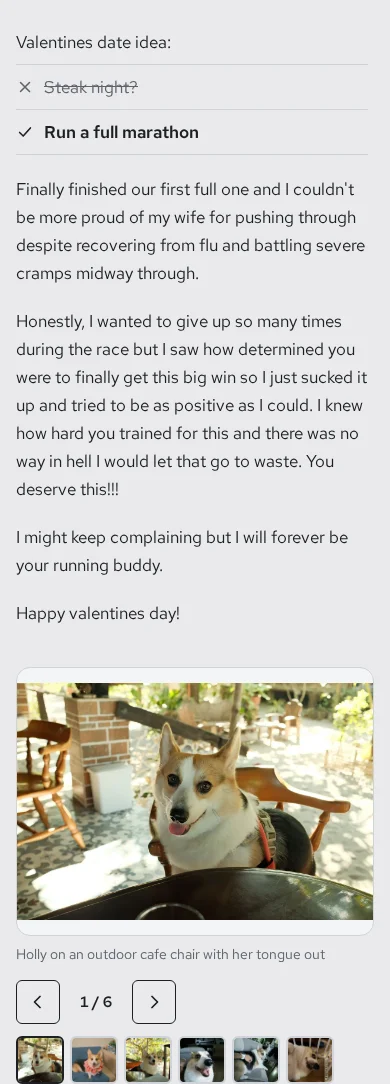 Valentines date idea:
Steak night?
Run a full marathon
Finally finished our first full one and I couldn't
be more proud of my wife for pushing through
despite recovering from flu and battling severe
cramps midway through.
Honestly, I wanted to give up so many times
during the race but I saw how determined you
were to finally get this big win so I just sucked it
up and tried to be as positive as I could. I knew
how hard you trained for this and there was no
way in hell I would let that go to waste. You
deserve this!!!
I might keep complaining but I will forever be
your running buddy.
Happy valentines day!
Holly on an outdoor cafe chair with her tongue out
1 / 6